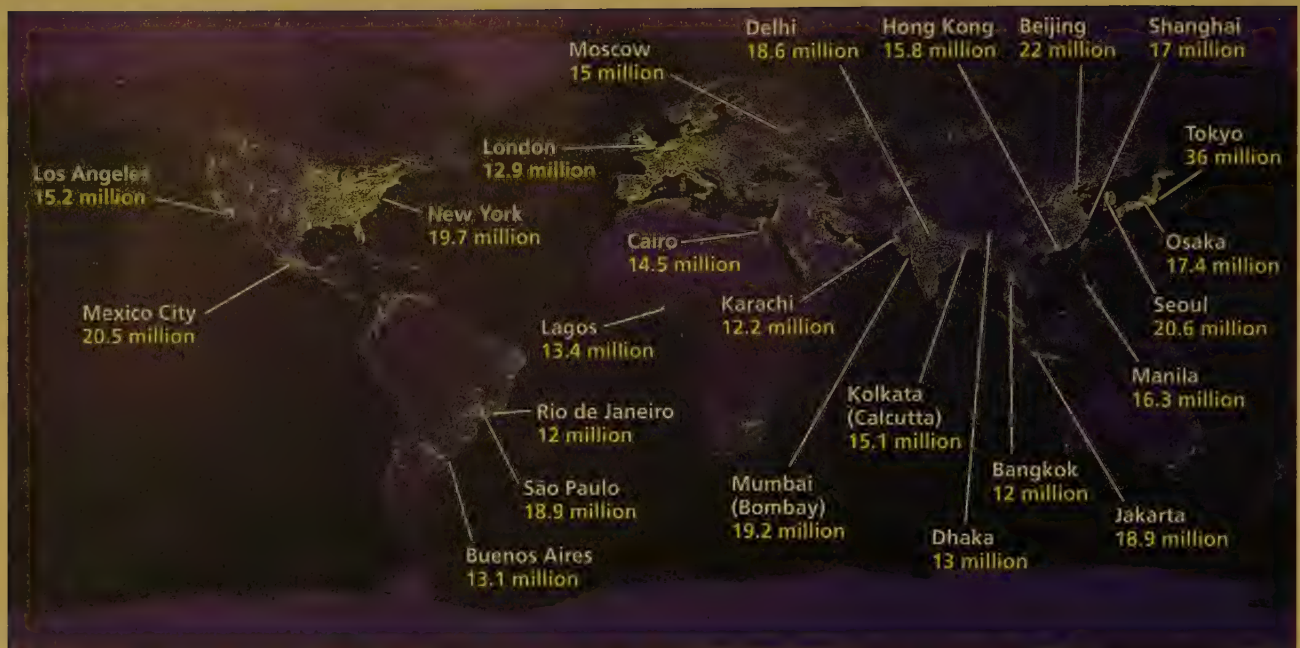 Delhi
18.6 million
Hong Kong
15.8 million
Beijing
22 million
Shanghai
17 million
Moscow
15 million
Tokyo
36 million
London
12.9 million
Los Angeles
15.2 million
New York
19.7 million
Cairo
14.5 million
Osaka
17.4 million
Karachi
12.2 million
Seoul
20.6 million
Mexico City
20.5 million
Lagos
13.4 million
Manila
16.3 million
Kolkata
(Calcutta)
15.1 million
Rio de Janeiro
12 million
Bangkok
12 million
Mumbai
(Bombay)
19.2 million
São Paulo
18.9 million
Jakarta
18.9 million
Dhaka
13 million
Buenos Aires
13.1 million